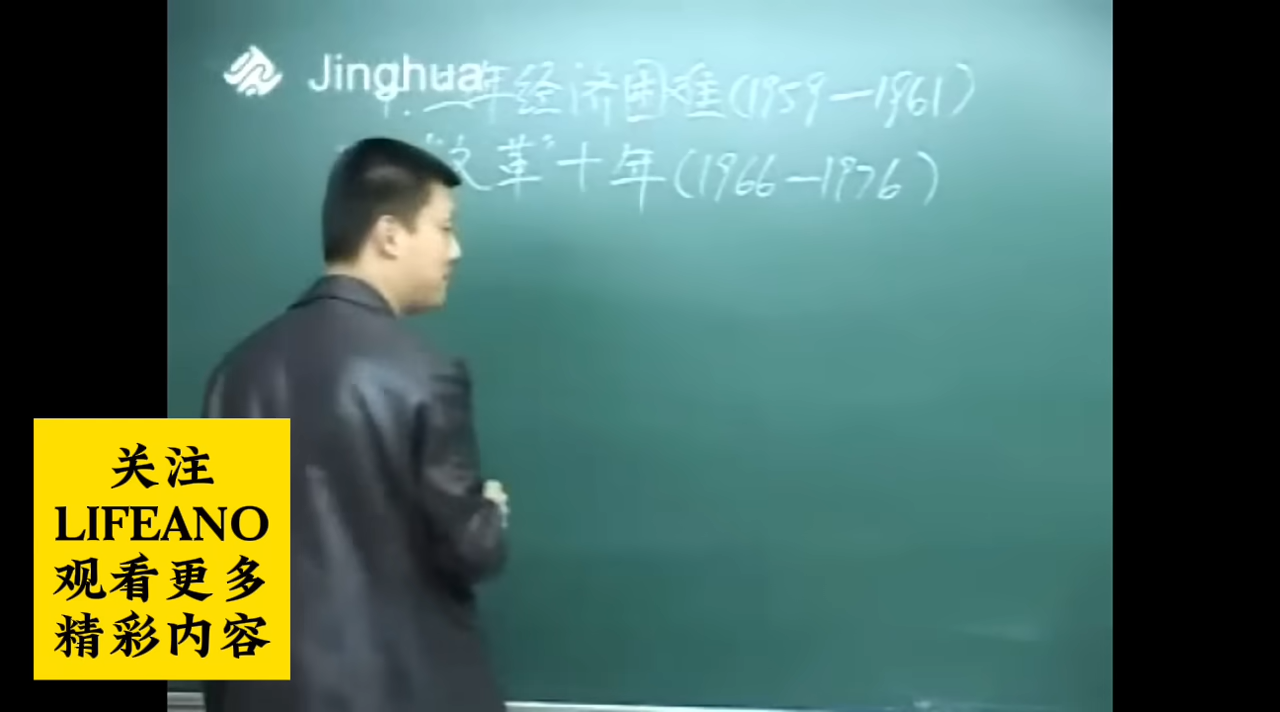 Jinghua
年经济困难(1959—1961)
文革"十年(1966—1976)
关注
LIFEANO
观看更多
精彩内容